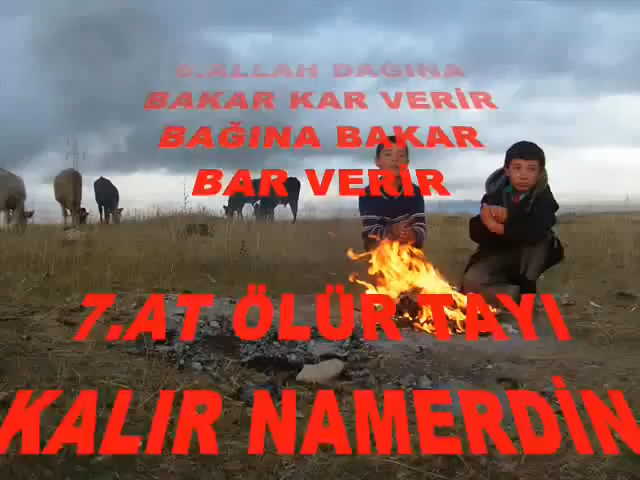 6.ALLAH DAĞINA
BAKAR KAR VERİR
BAĞINA BAKAR
BAR VERİR
7.AT ÖLÜR TAYI
KALIR NAMERDİN